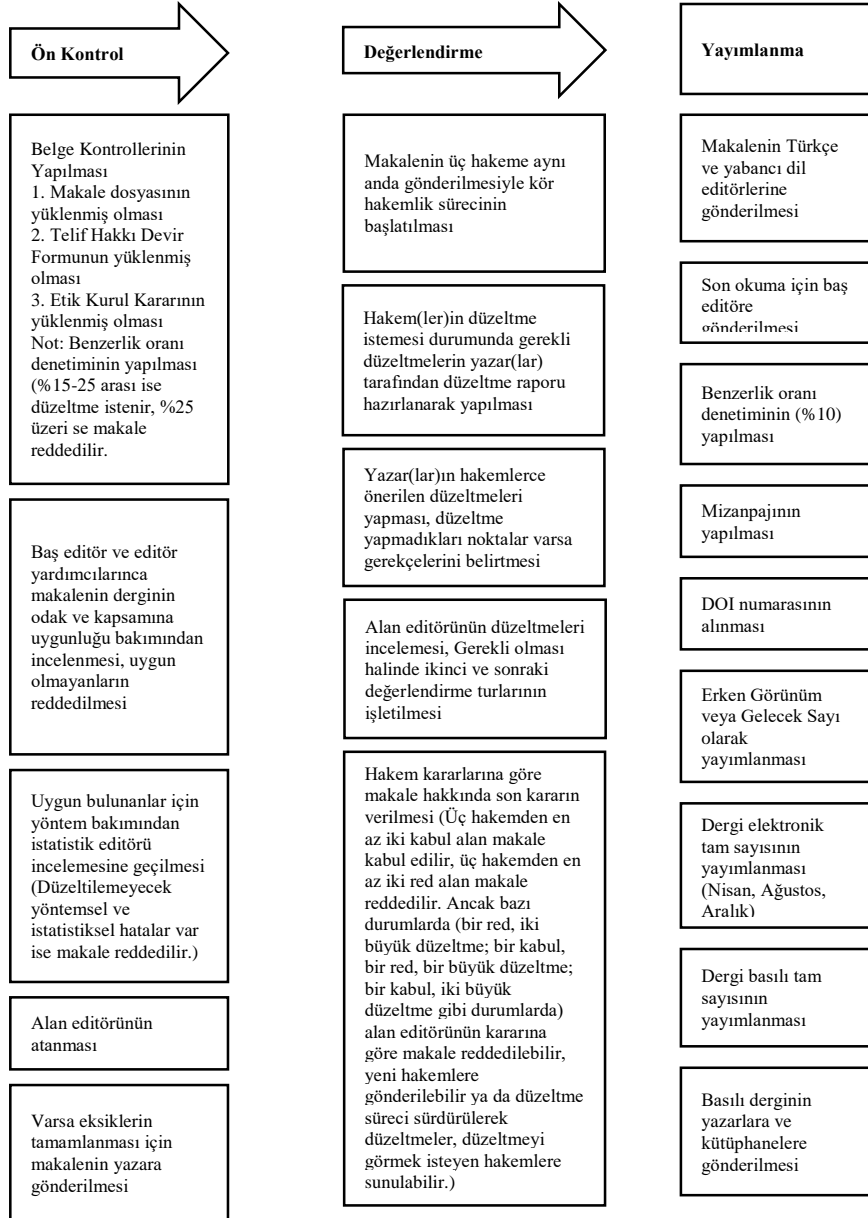 Ön Kontrol
Belge Kontrollerinin
Yapılması
1. Makale dosyasının
yüklenmiş olması
2. Telif Hakkı Devir
Formunun yüklenmiş
olması
3. Etik Kurul Kararının
yüklenmiş olması
Not: Benzerlik oranı
denetiminin yapılması
(%15-25 arası ise
düzeltme istenir, %25
üzeri se makale
reddedilir.
Baş editör ve editör
yardımcılarınca
makalenin derginin
odak ve kapsamına
uygunluğu bakımından
incelenmesi, uygun
olmayanların
reddedilmesi
Uygun bulunanlar için
yöntem bakımından
istatistik editörü
incelemesine geçilmesi
(Düzeltilemeyecek
yöntemsel ve
istatistiksel hatalar var
ise makale reddedilir.)
Alan editörünün
atanması
Varsa eksiklerin
tamamlanması için
makalenin yazara
gönderilmesi
Değerlendirme
Makalenin üç hakeme aynı
anda gönderilmesiyle kör
hakemlik sürecinin
başlatılması
Hakem(ler)in düzeltme
istemesi durumunda gerekli
düzeltmelerin yazar(lar)
tarafından düzeltme raporu
hazırlanarak yapılması
Yazar(lar)ın hakemlerce
önerilen düzeltmeleri
yapması, düzeltme
yapmadıkları noktalar varsa
gerekçelerini belirtmesi
Alan editörünün düzeltmeleri
incelemesi, Gerekli olması
halinde ikinci ve sonraki
değerlendirme turlarının
işletilmesi
Hakem kararlarına göre
makale hakkında son kararın
verilmesi (Üç hakemden en
az iki kabul alan makale
kabul edilir, üç hakemden en
az iki red alan makale
reddedilir. Ancak bazı
durumlarda (bir red, iki
büyük düzeltme; bir kabul,
bir red, bir büyük düzeltme;
bir kabul, iki büyük
düzeltme gibi durumlarda)
alan editörünün kararına
göre makale reddedilebilir,
yeni hakemlere
gönderilebilir ya da düzeltme
süreci sürdürülerek
düzeltmeler, düzeltmeyi
görmek isteyen hakemlere
sunulabilir.)
Yayımlanma
Makalenin Türkçe
ve yabancı dil
editörlerine
gönderilmesi
Son okuma için baş
editöre
gönderilmesi
Benzerlik oranı
denetiminin (%10)
yapılması
Mizanpajının
yapılması
DOI numarasının
alınması
Erken Görünüm
veya Gelecek Sayı
olarak
yayımlanması
Dergi elektronik
tam sayısının
yayımlanması
(Nisan, Ağustos,
Aralık)
Dergi basılı tam
sayısının
yayımlanması
Basılı derginin
yazarlara ve
kütüphanelere
gönderilmesi